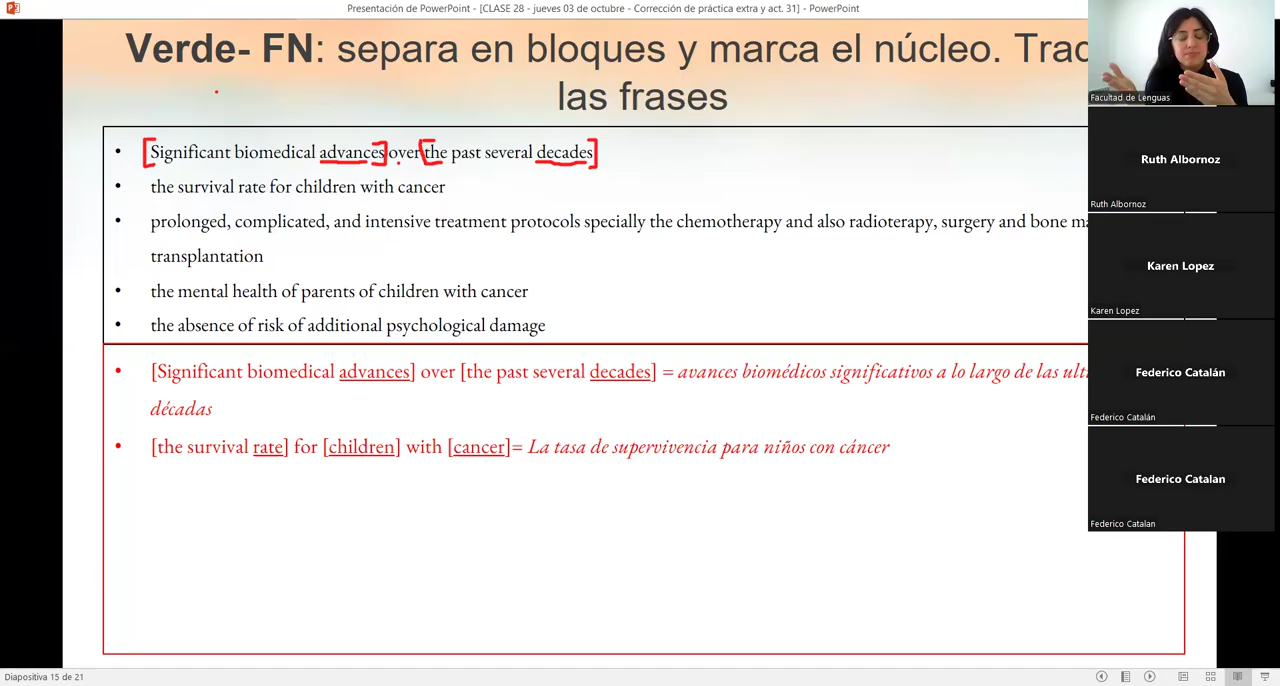 Presentación de PowerPoint - [CLASE 28 - jueves 03 de octubre - Corrección de práctica extra y act. 31] - PowerPoint
Verde- FN: separa en bloques y marca el núcleo. Trac
las frases
• Significant biomedical advances over the past several decades
• the survival rate for children with cancer
• prolonged, complicated, and intensive treatment protocols specially the chemotherapy and also radioterapy, surgery and bone ma
transplantation
• the mental health of parents of children with cancer
• the absence of risk of additional psychological damage
• [Significant biomedical advances] over [the past several decades] = avances biomédicos significativos a lo largo de las ult
décadas
• [the survival rate] for [children] with [cancer]= La tasa de supervivencia para niños con cáncer
Facultad de Lenguas
Ruth Albornoz
Ruth Albornoz
Karen Lopez
Karen Lopez
Federico Catalán
Federico Catalán
Federico Catalan
Federico Catalan
Diapositiva 15 de 21